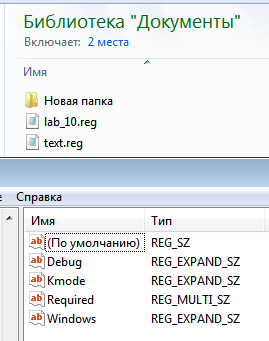 Библиотека "Документы"
Включает: 2 места
Имя
Новая папка
lab_10.reg
text.reg
Справка
Имя Тип
(По умолчанию) REG_SZ
Debug REG_EXPAND_SZ
Kmode REG_EXPAND_SZ
Required REG_MULTI_SZ
Windows REG_EXPAND_SZ